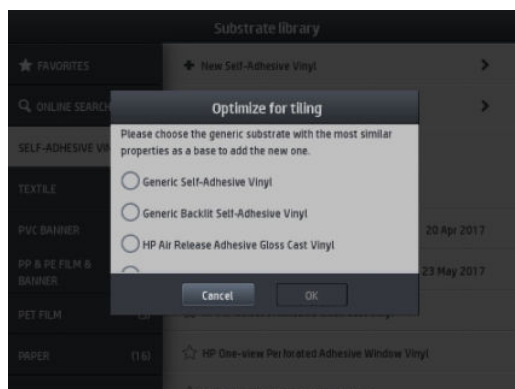 Substrate library
FAVORITES
New Self-Adhesive Vinyl
ONLINE SEARCH
Optimize for tiling
Please choose the generic substrate with the most similar
properties as a base to add the new one.
SELF-ADHESIVE VIN
Generic Self-Adhesive Vinyl
TEXTILE
Generic Backlit Self-Adhesive Vinyl
PVC BANNER
20 Apr 2017
HP Air Release Adhesive Gloss Cast Vinyl
PP & PE FILM &
BANNER
23 May 2017
Cancel
OK
PET FILM
PAPER
(16)
HP One-view Perforated Adhesive Window Vinyl